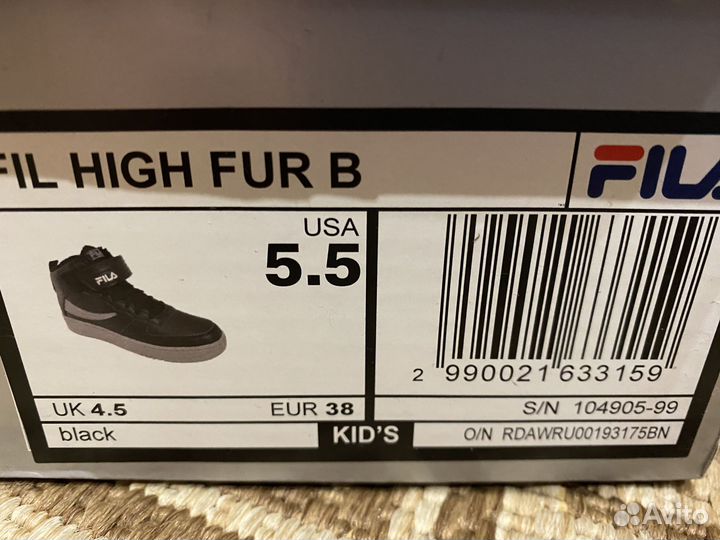 FIL HIGH FUR B
FILA
USA
5.5
FILA
UK 4.5 EUR 38
black KID'S
2 990021 633159
S/N 104905-99
O/N RDAWRU00193175BN
Avito